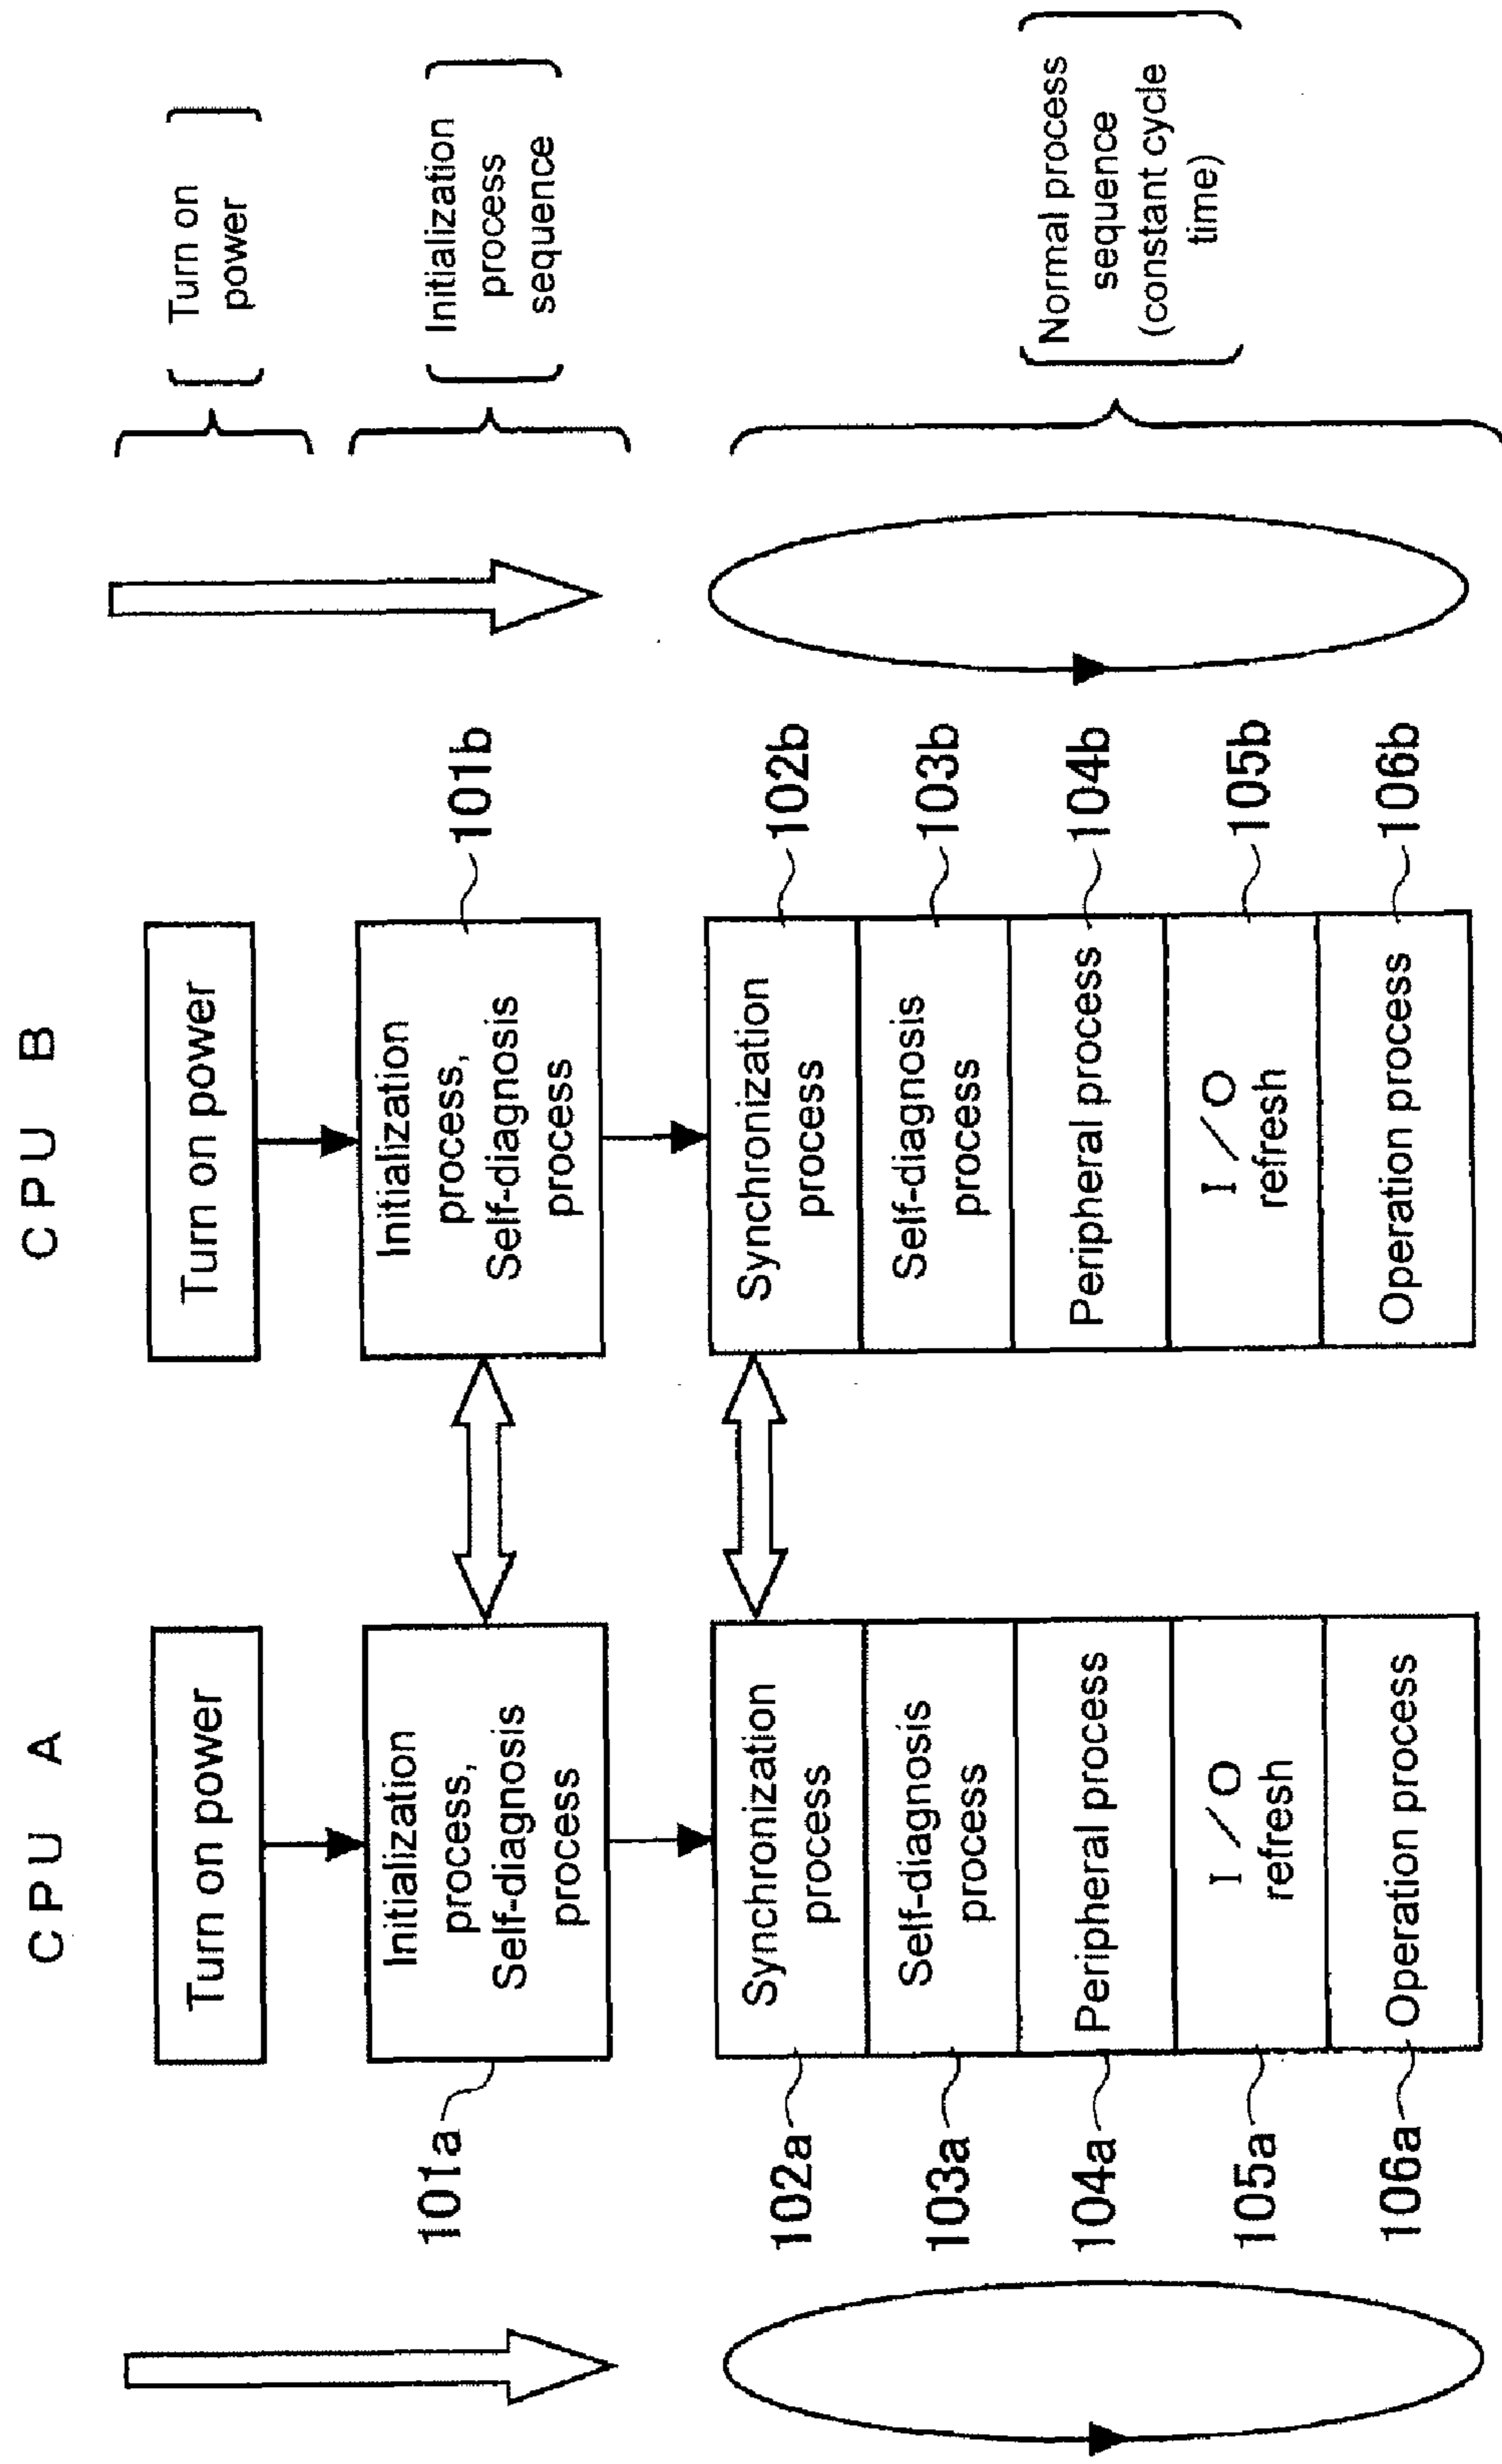 CPU A
CPU B
Turn on power
Turn on power
Turn on
power
101a
Initialization
process,
Self-diagnosis
process
Initialization
process,
Self-diagnosis
process
101b
Initialization
process
sequence
102a
Synchronization
process
Synchronization
process
102b
103a
Self-diagnosis
process
Self-diagnosis
process
103b
104a
Peripheral process
Peripheral process
104b
105a
I/O
refresh
I/O
refresh
105b
106a
Operation process
Operation process
106b
Normal process
sequence
(constant cycle
time)